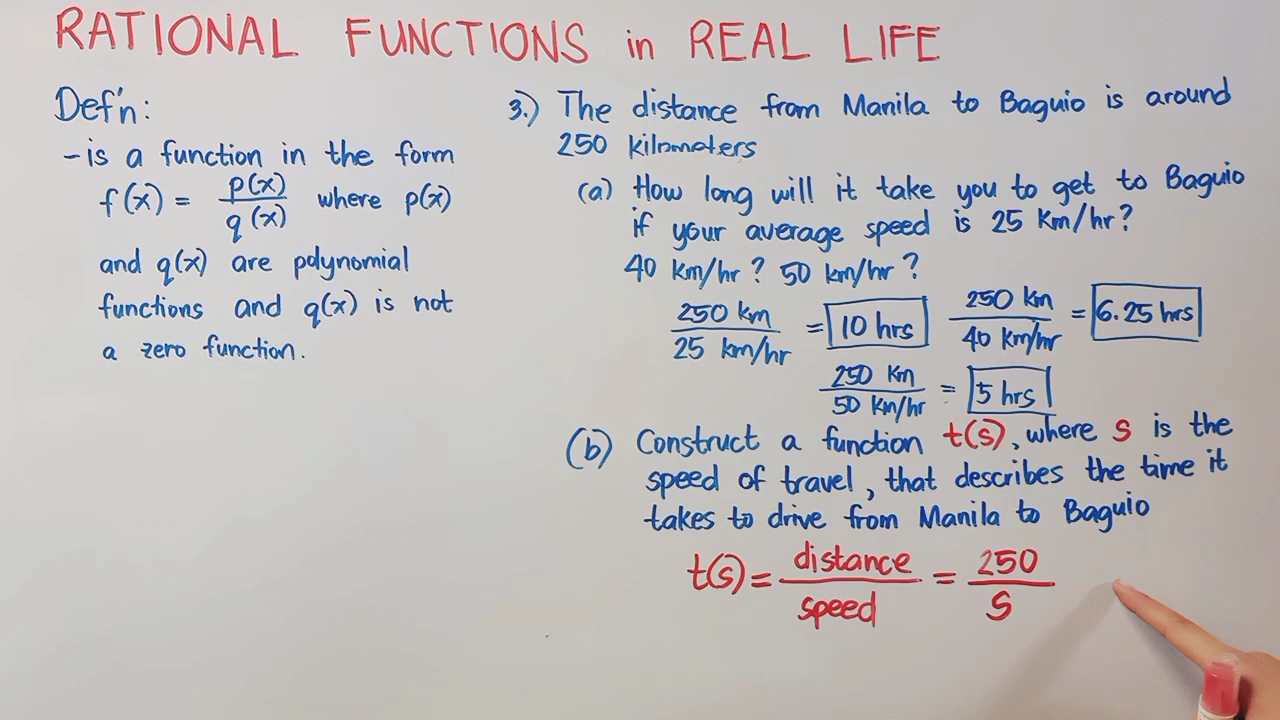 RATIONAL FUNCTIONS in REAL LIFE
Def'n:
- is a function in the form
f(x) = p(x)/q(x) where p(x)
and q(x) are polynomial
functions and q(x) is not
a zero function.
3.) The distance from Manila to Baguio is around
250 kilometers
(a) How long will it take you to get to Baguio
if your average speed is 25 Km/hr?
40 Km/hr? 50 km/hr?
250 km / 25 km/hr = 10 hrs
250 km / 40 km/hr = 6.25 hrs
250 Km / 50 Km/hr = 5 hrs
(b) Construct a function t(s), where s is the
speed of travel, that describes the time it
takes to drive from Manila to Baguio
t(s) = distance/speed = 250/s